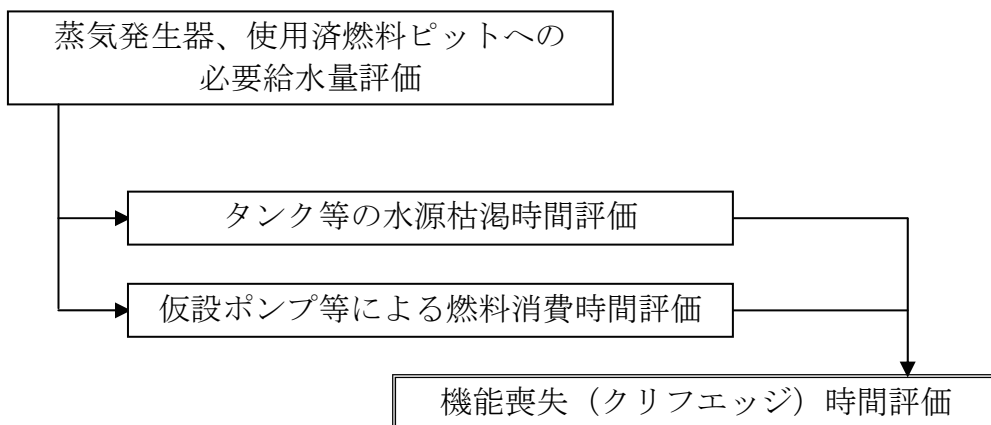 蒸気発生器、使用済燃料ピットへの
必要給水量評価
タンク等の水源枯渇時間評価
仮設ポンプ等による燃料消費時間評価
機能喪失（クリフエッジ）時間評価